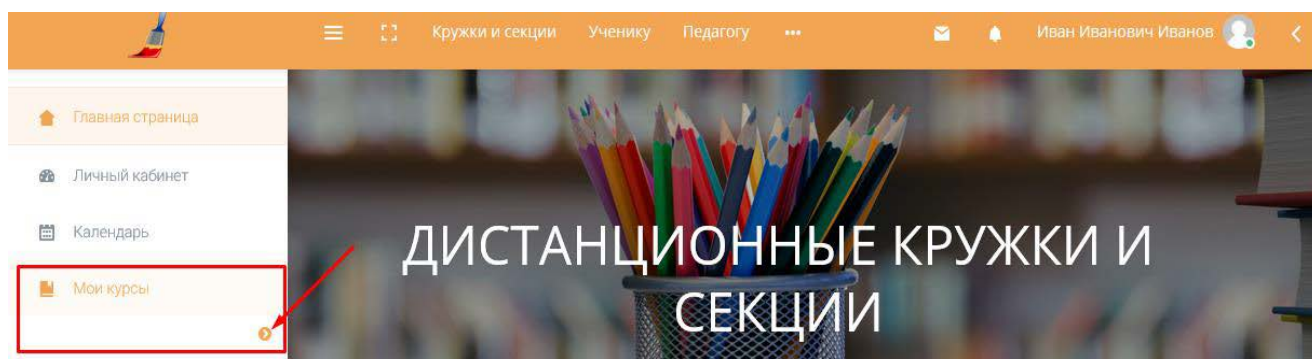 Кружки и секции Ученику Педагогу ••• Иван Иванович Иванов
Главная страница
Личный кабинет
Календарь
Мои курсы
ДИСТАНЦИОННЫЕ КРУЖКИ И
СЕКЦИИ